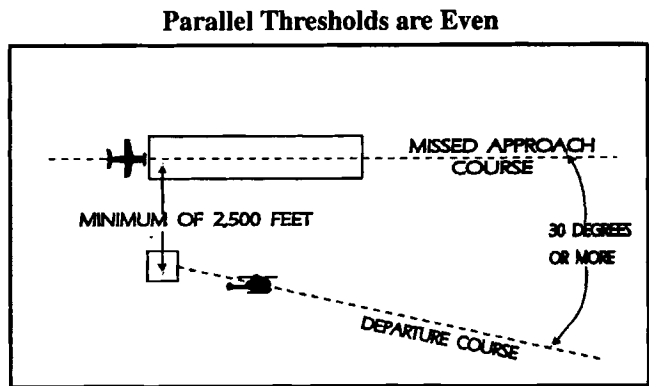 Parallel Thresholds are Even
MISSED APPROACH
COURSE
MINIMUM OF 2,500 FEET
30 DEGREES
OR MORE
DEPARTURE COURSE